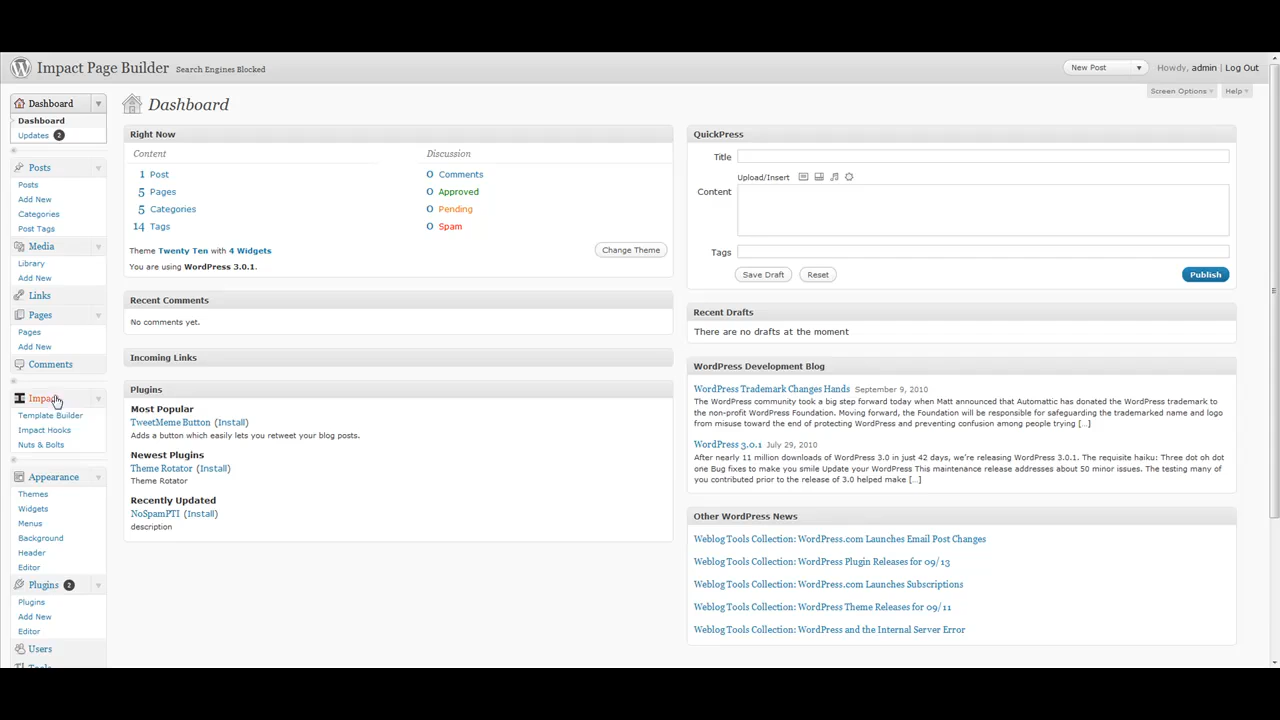 Impact Page Builder Search Engines Blocked
New Post
Howdy, admin | Log Out
Screen Options
Help
Dashboard
Dashboard
Updates 2
Posts
Posts
Add New
Categories
Post Tags
Media
Library
Add New
Links
Pages
Pages
Add New
Comments
Impact
Template Builder
Impact Hooks
Nuts & Bolts
Appearance
Themes
Widgets
Menus
Background
Header
Editor
Plugins 2
Plugins
Add New
Editor
Users
Tools
Dashboard
Right Now
Content
Discussion
1 Post
0 Comments
5 Pages
0 Approved
5 Categories
0 Pending
14 Tags
0 Spam
Theme Twenty Ten with 4 Widgets
Change Theme
You are using WordPress 3.0.1.
Recent Comments
No comments yet.
Incoming Links
Plugins
Most Popular
TweetMeme Button (Install)
Adds a button which easily lets you retweet your blog posts.
Newest Plugins
Theme Rotator (Install)
Theme Rotator
Recently Updated
NoSpamPTI (Install)
description
QuickPress
Title
Upload/Insert
Content
Tags
Save Draft
Reset
Publish
Recent Drafts
There are no drafts at the moment
WordPress Development Blog
WordPress Trademark Changes Hands September 9, 2010
The WordPress community took a big step forward today when Matt announced that Automattic has donated the WordPress trademark to
the non-profit WordPress Foundation. Moving forward, the Foundation will be responsible for safeguarding the trademarked name and logo
from misuse toward the end of protecting WordPress and preventing confusion among people trying [...]
WordPress 3.0.1 July 29, 2010
After nearly 11 million downloads of WordPress 3.0 in just 42 days, we're releasing WordPress 3.0.1. The requisite haiku: Three dot oh dot
one Bug fixes to make you smile Update your WordPress This maintenance release addresses about 50 minor issues. The testing many of
you contributed prior to the release of 3.0 helped make [...]
Other WordPress News
Weblog Tools Collection: WordPress.com Launches Email Post Changes
Weblog Tools Collection: WordPress Plugin Releases for 09/13
Weblog Tools Collection: WordPress.com Launches Subscriptions
Weblog Tools Collection: WordPress Theme Releases for 09/11
Weblog Tools Collection: WordPress and the Internal Server Error